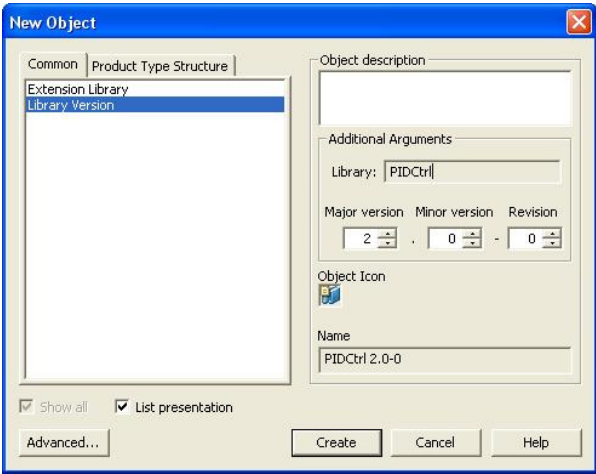 New Object
Common
Product Type Structure
Extension Library
Library Version
Object description
Additional Arguments
Library: PIDCtrl
Major version Minor version Revision
2 . 0 - 0
Object Icon
Name
PIDCtrl 2.0-0
Show all
List presentation
Advanced...
Create
Cancel
Help